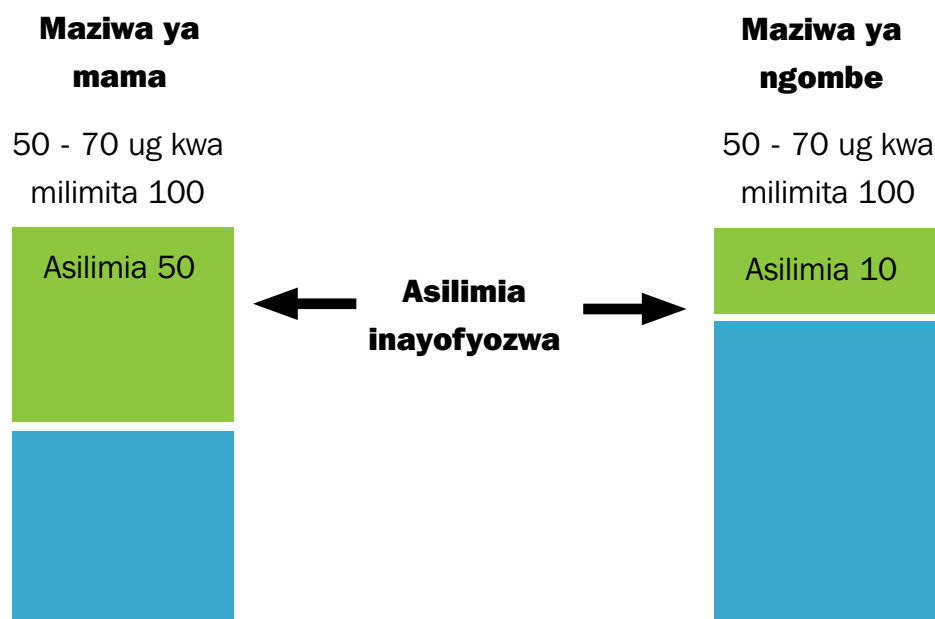 Maziwa ya
mama
50 - 70 ug kwa
milimita 100
Asilimia 50
Asilimia
inayofyozwa
Maziwa ya
ngombe
50 - 70 ug kwa
milimita 100
Asilimia 10